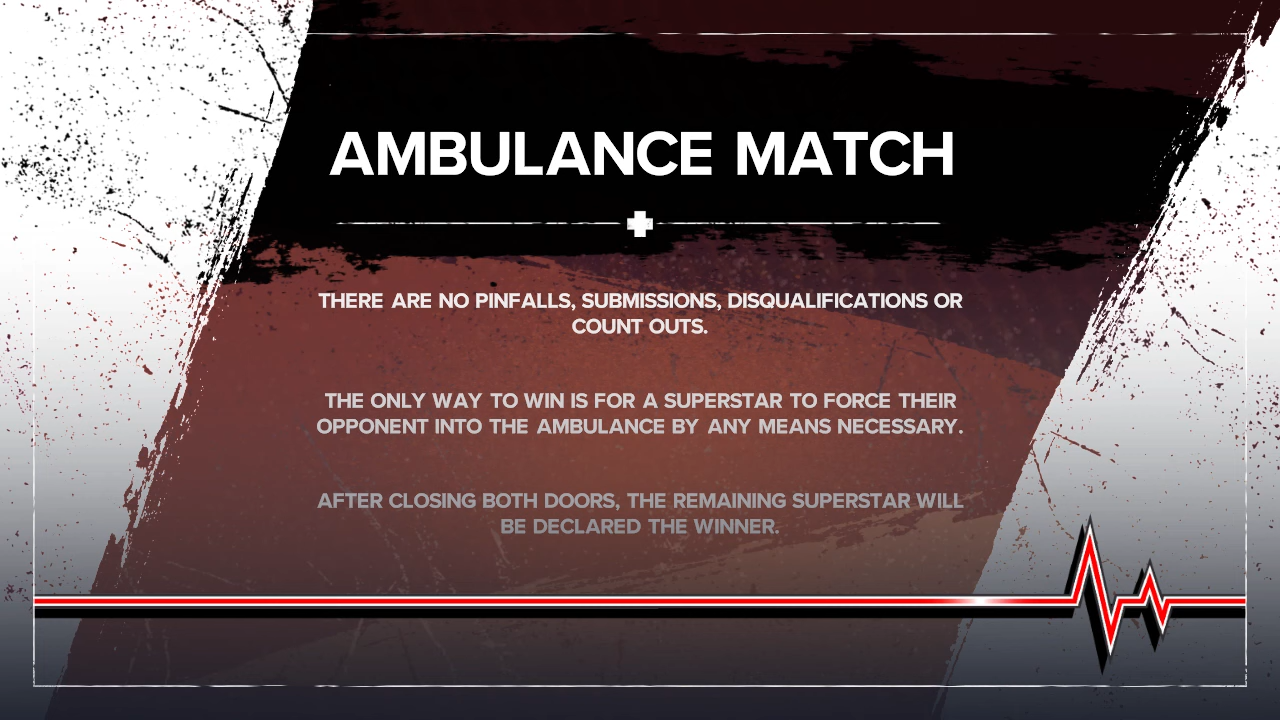 AMBULANCE MATCH
THERE ARE NO PINFALLS, SUBMISSIONS, DISQUALIFICATIONS OR
COUNT OUTS.
THE ONLY WAY TO WIN IS FOR A SUPERSTAR TO FORCE THEIR
OPPONENT INTO THE AMBULANCE BY ANY MEANS NECESSARY.
AFTER CLOSING BOTH DOORS, THE REMAINING SUPERSTAR WILL
BE DECLARED THE WINNER.